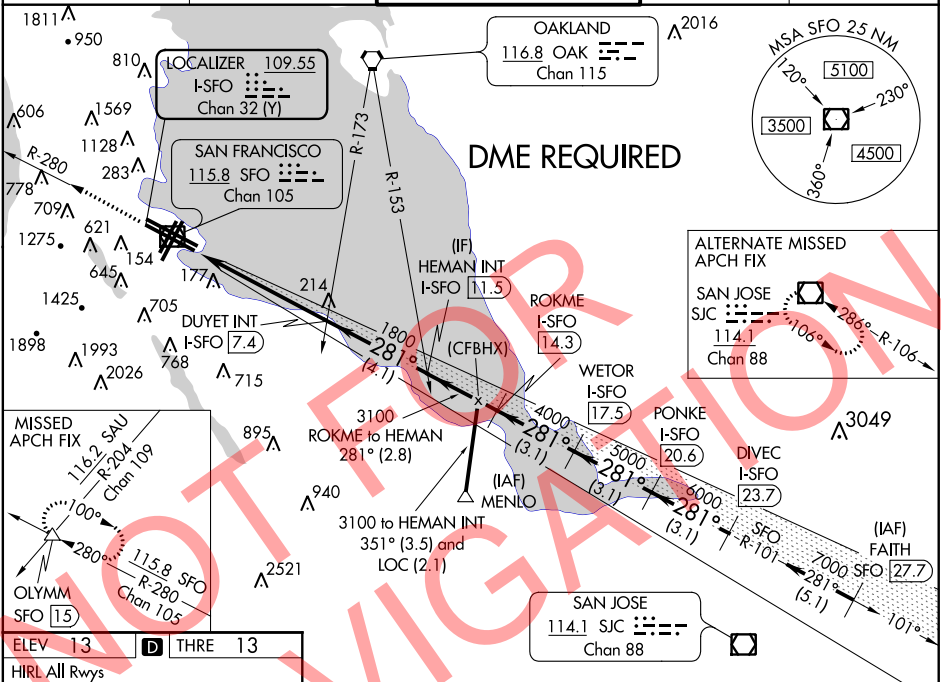 1811
950
810
LOCALIZER 109.55
I-SFO
Chan 32 (Y)
OAKLAND
116.8 OAK
Chan 115
2016
MSA SFO 25 NM
120°
5100
230°
3500
4500
360°
606
1569
1128
283
R-280
778
709
1275
621
645
154
177
SAN FRANCISCO
115.8 SFO
Chan 105
R-173
R-153
DME REQUIRED
ALTERNATE MISSED
APCH FIX
SAN JOSE
SJC
114.1
Chan 88
106°
286°
R-106
(IF)
HEMAN INT
I-SFO 11.5
ROKME
I-SFO
14.3
(CFBHX)
214
1800
281°
(4.1)
DUYET INT
I-SFO 7.4
1425
705
1898
1993
2026
768
715
WETOR
I-SFO
17.5
PONKE
I-SFO
20.6
DIVEC
I-SFO
23.7
(IAF)
FAITH
SFO 27.7
3049
3100
ROKME to HEMAN
281° (2.8)
4000
281°
(3.1)
5000
281°
(3.1)
6000
281°
(3.1)
SFO
R-101
7000
281°
(5.1)
101°
(IAF)
MENLO
3100 to HEMAN INT
351° (3.5) and
LOC (2.1)
895
940
2521
MISSED
APCH FIX
116.2 SAU
R-204
Chan 109
100°
280°
115.8 SFO
R-280
Chan 105
OLYMM
SFO 15
SAN JOSE
114.1 SJC
Chan 88
ELEV 13
D
THRE 13
HIRL All Rwys
NOT FOR
VIGATION